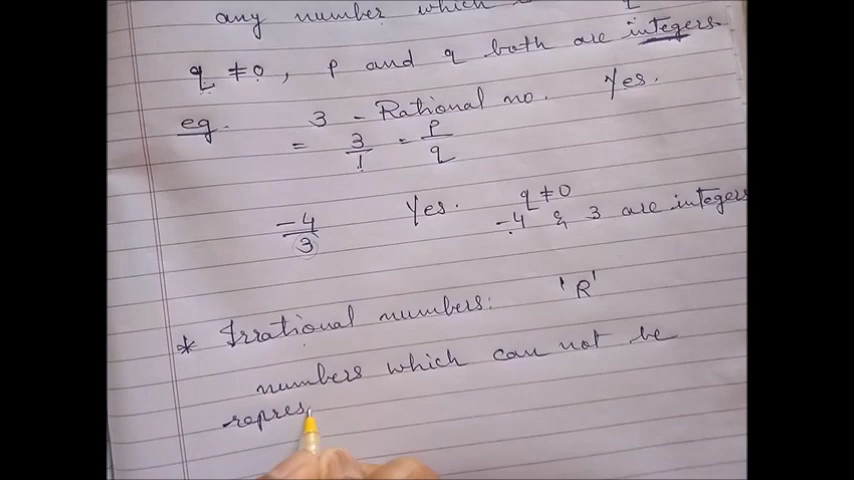 any number which
q ≠ 0, p and q both are integers
eg. 3 - Rational no. Yes.
= 3/1 = p/q
-4/3 Yes. q ≠ 0
-4 & 3 are integers
* Irrational numbers: 'R'
numbers which can not be
repres